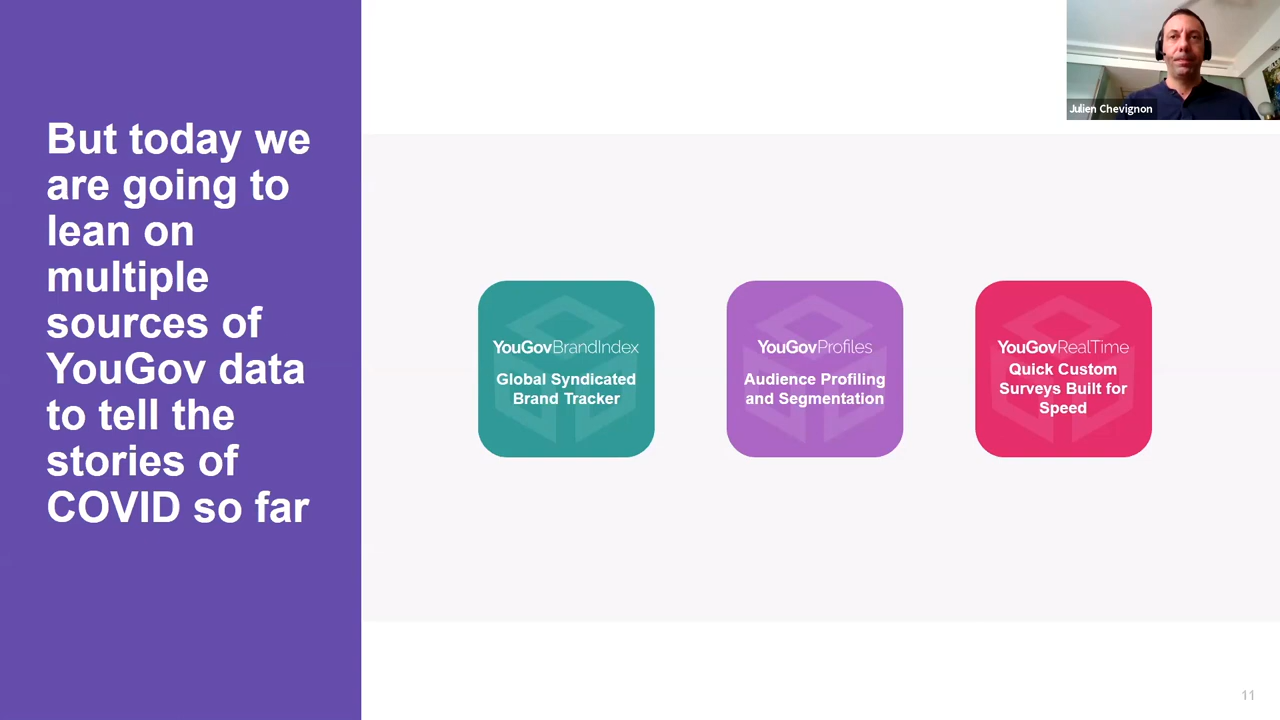 But today we
are going to
lean on
multiple
sources of
YouGov data
to tell the
stories of
COVID so far
Julien Chevignon
YouGovBrandIndex
Global Syndicated
Brand Tracker
YouGovProfiles
Audience Profiling
and Segmentation
YouGovRealTime
Quick Custom
Surveys Built for
Speed
11